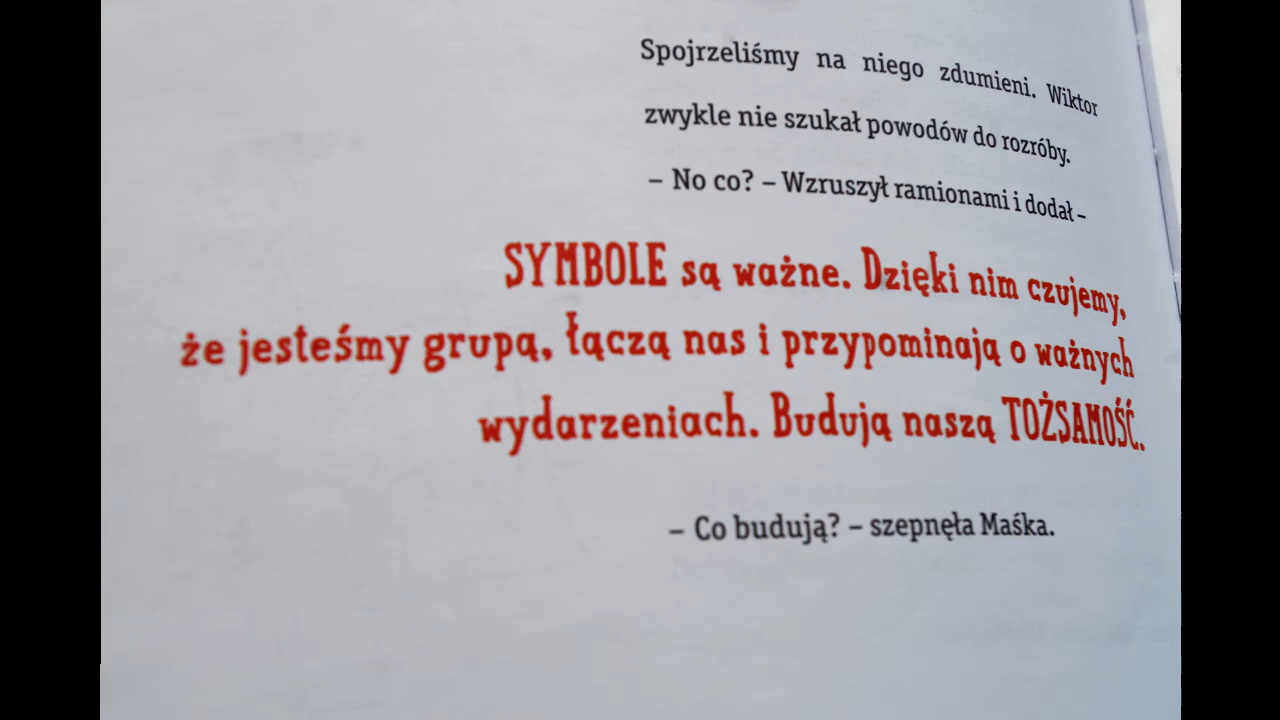 Spojrzeliśmy na niego zdumieni. Wiktor
zwykle nie szukał powodów do rozróby.
– No co? – Wzruszył ramionami i dodał –
SYMBOLE są ważne. Dzięki nim czujemy,
że jesteśmy grupą, łączą nas i przypominają o ważnych
wydarzeniach. Budują naszą TOŻSAMOŚĆ.
– Co budują? – szepnęła Maśka.